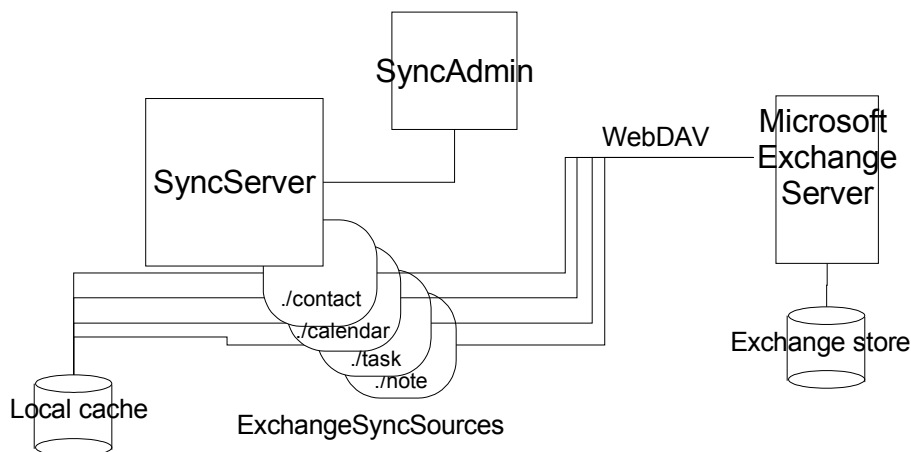 SyncAdmin
SyncServer
WebDAV
Microsoft
Exchange
Server
./contact
./calendar
./task
./note
Exchange store
Local cache
ExchangeSyncSources